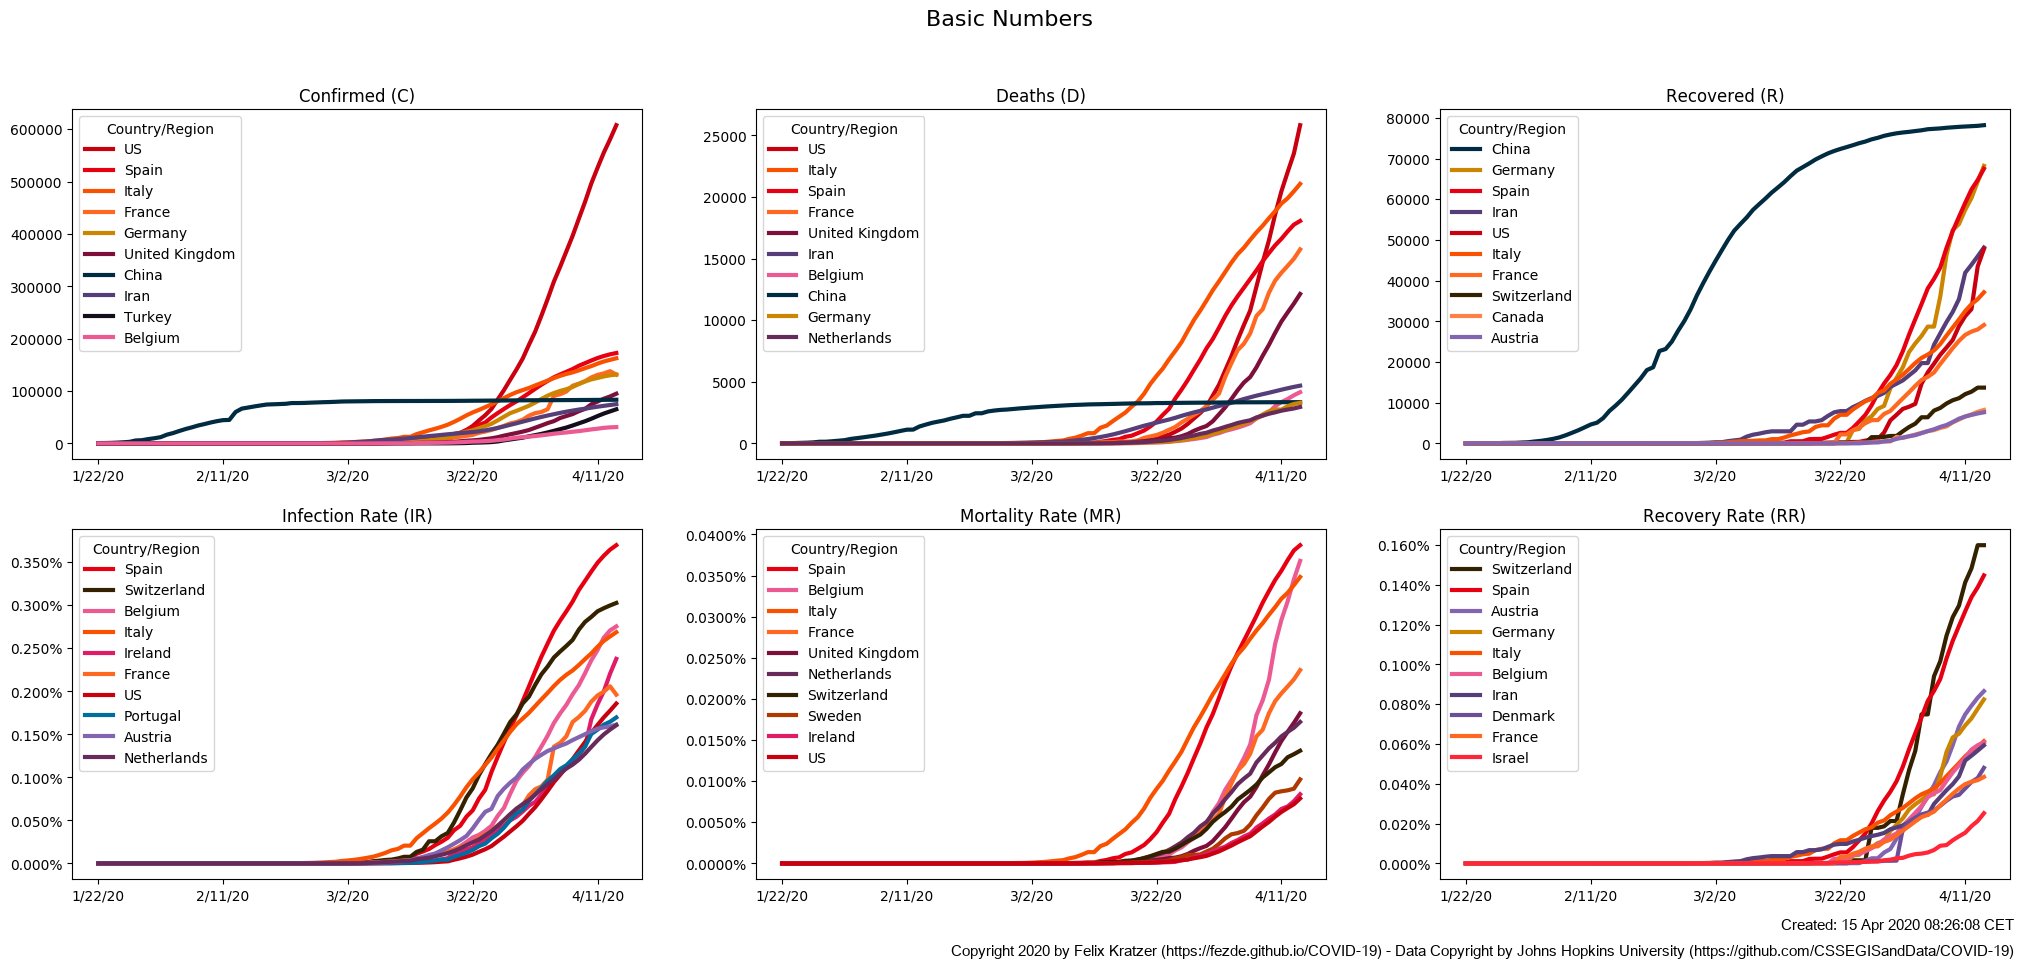 Basic Numbers
Confirmed (C)
600000
500000
400000
300000
200000
100000
0
Country/Region
US
Spain
Italy
France
Germany
United Kingdom
China
Iran
Turkey
Belgium
1/22/20 2/11/20 3/2/20 3/22/20 4/11/20
Deaths (D)
25000
20000
15000
10000
5000
0
Country/Region
US
Italy
Spain
France
United Kingdom
Iran
Belgium
China
Germany
Netherlands
1/22/20 2/11/20 3/2/20 3/22/20 4/11/20
Recovered (R)
80000
70000
60000
50000
40000
30000
20000
10000
0
Country/Region
China
Germany
Spain
Iran
US
Italy
France
Switzerland
Canada
Austria
1/22/20 2/11/20 3/2/20 3/22/20 4/11/20
Infection Rate (IR)
0.350%
0.300%
0.250%
0.200%
0.150%
0.100%
0.050%
0.000%
Country/Region
Spain
Switzerland
Belgium
Italy
Ireland
France
US
Portugal
Austria
Netherlands
1/22/20 2/11/20 3/2/20 3/22/20 4/11/20
Mortality Rate (MR)
0.0400%
0.0350%
0.0300%
0.0250%
0.0200%
0.0150%
0.0100%
0.0050%
0.0000%
Country/Region
Spain
Belgium
Italy
France
United Kingdom
Netherlands
Switzerland
Sweden
Ireland
US
1/22/20 2/11/20 3/2/20 3/22/20 4/11/20
Recovery Rate (RR)
0.160%
0.140%
0.120%
0.100%
0.080%
0.060%
0.040%
0.020%
0.000%
Country/Region
Switzerland
Spain
Austria
Germany
Italy
Belgium
Iran
Denmark
France
Israel
1/22/20 2/11/20 3/2/20 3/22/20 4/11/20
Created: 15 Apr 2020 08:26:08 CET
Copyright 2020 by Felix Kratzer (https://fezde.github.io/COVID-19) - Data Copyright by Johns Hopkins University (https://github.com/CSSEGISandData/COVID-19)